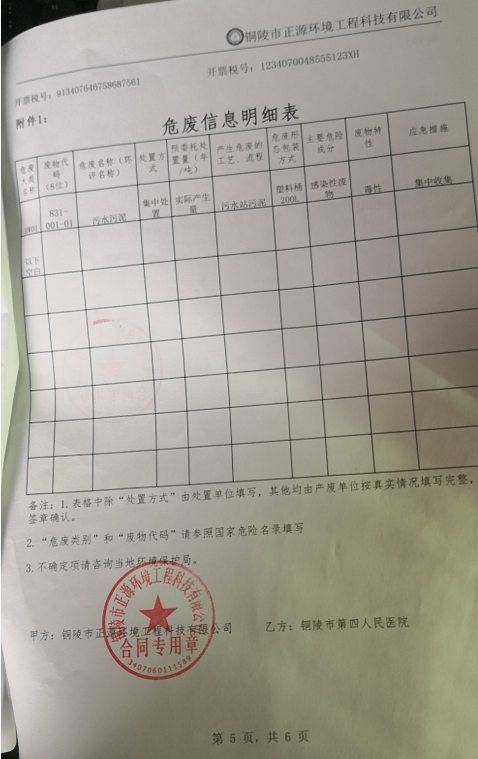 铜陵市正源环境工程科技有限公司
开票税号：913407646758687561
开票税号：1234070048555123XH
附件1：
危废信息明细表
危废大类名称 废物代码(8位) 危废名称（环评名称） 处置方式 预委托处置量（年/吨） 产生危废的工艺、流程 危废形态包装方式 主要危险成分 废物特性 应急措施
831-001-01 污水污泥 集中处置 实际产生量 污水站污泥 塑料桶200L 感染性废物 毒性 集中收集
以下空白
备注：1.表格中除“处置方式”由处置单位填写，其他均由产废单位按真实情况填写完整，
签章确认。
2.“危废类别”和“废物代码”请参照国家危险名录填写
3.不确定项请咨询当地环境保护局。
甲方：铜陵市正源环境工程科技有限公司 乙方：铜陵市第四人民医院
铜陵市正源环境工程科技有限公司
合同专用章
3407060111589
第 5 页，共 6 页